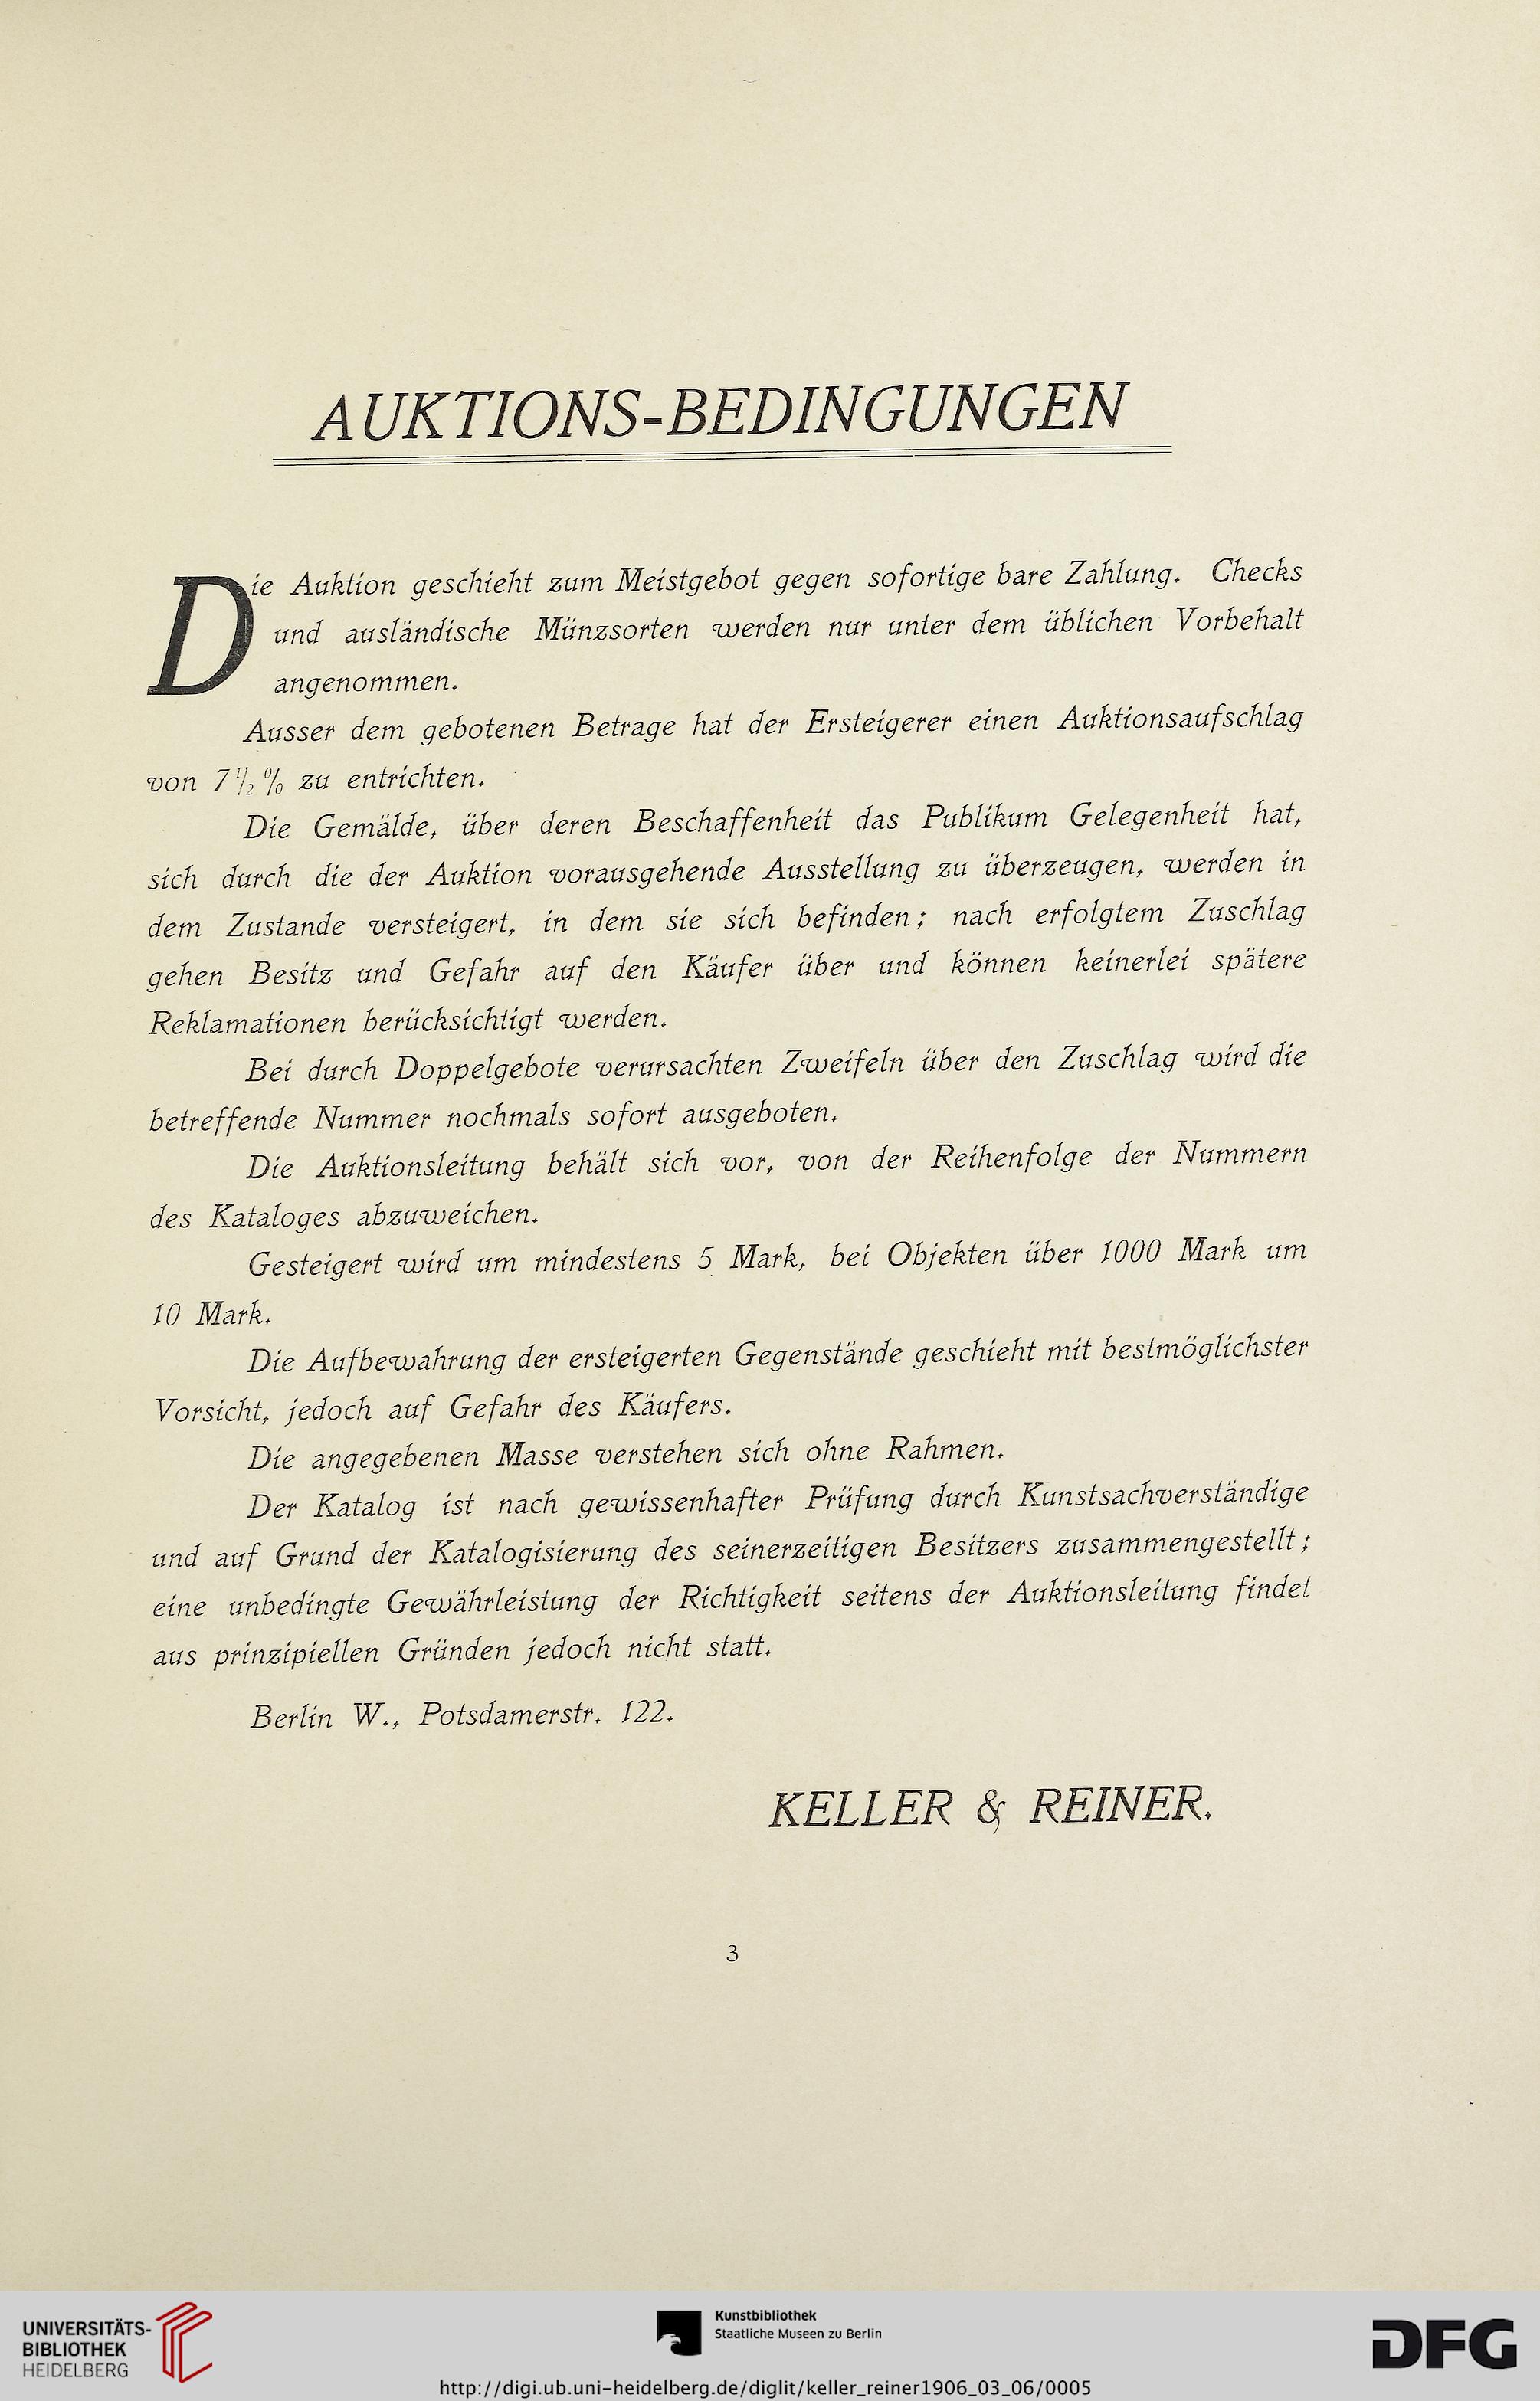 AUKTIONS-BEDINGUNGEN
Die Auktion geschieht zum Meistgebot gegen sofortige bare Zahlung. Checks
und ausländische Münzsorten werden nur unter dem üblichen Vorbehalt
angenommen.
Ausser dem gebotenen Betrage hat der Ersteigerer einen Auktionsaufschlag
von 7 1/2 % zu entrichten.
Die Gemälde, über deren Beschaffenheit das Publikum Gelegenheit hat,
sich durch die der Auktion vorausgehende Ausstellung zu überzeugen, werden in
dem Zustande versteigert, in dem sie sich befinden; nach erfolgtem Zuschlag
gehen Besitz und Gefahr auf den Käufer über und können keinerlei spätere
Reklamationen berücksichtigt werden.
Bei durch Doppelgebote verursachten Zweifeln über den Zuschlag wird die
betreffende Nummer nochmals sofort ausgeboten.
Die Auktionsleitung behält sich vor, von der Reihenfolge der Nummern
des Kataloges abzuweichen.
Gesteigert wird um mindestens 5 Mark, bei Objekten über 1000 Mark um
10 Mark.
Die Aufbewahrung der ersteigerten Gegenstände geschieht mit bestmöglichster
Vorsicht, jedoch auf Gefahr des Käufers.
Die angegebenen Masse verstehen sich ohne Rahmen.
Der Katalog ist nach gewissenhafter Prüfung durch Kunstsachverständige
und auf Grund der Katalogisierung des seinerzeitigen Besitzers zusammengestellt;
eine unbedingte Gewährleistung der Richtigkeit seitens der Auktionsleitung findet
aus prinzipiellen Gründen jedoch nicht statt.
Berlin W., Potsdamerstr. 122.
KELLER & REINER.
3
UNIVERSITÄTS-
BIBLIOTHEK
HEIDELBERG
Kunstbibliothek
Staatliche Museen zu Berlin
DFG
http://digi.ub.uni-heidelberg.de/diglit/keller_reiner1906_03_06/0005